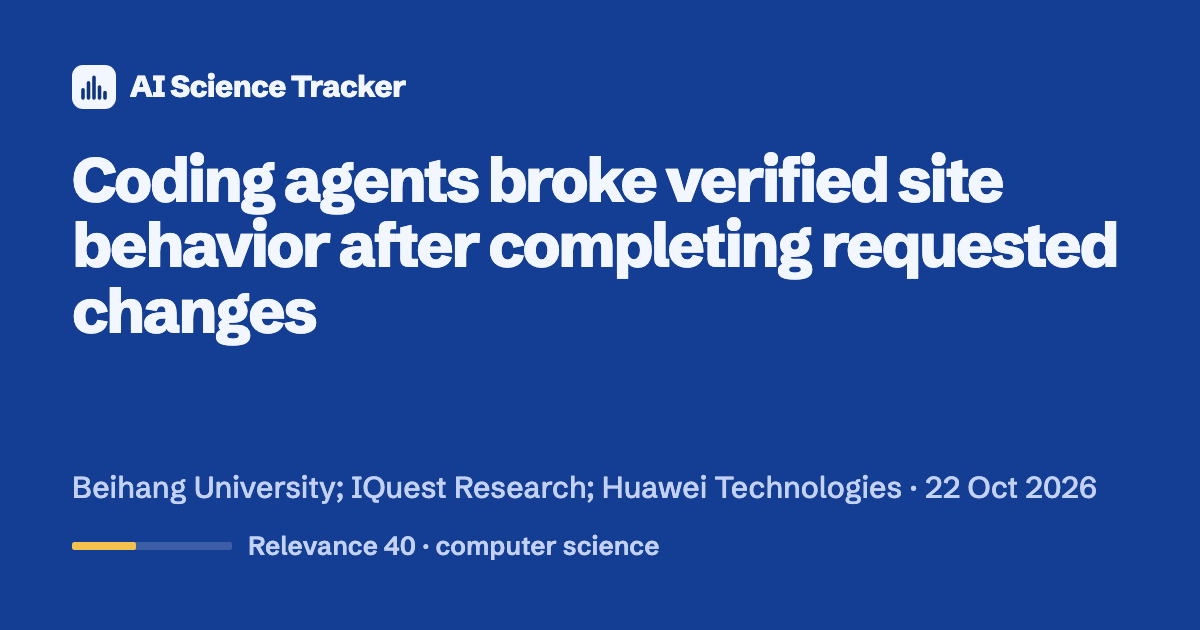 AI Science Tracker
Coding agents broke verified site
behavior after completing requested
changes
Beihang University; IQuest Research; Huawei Technologies · 22 Oct 2026
Relevance 40 · computer science